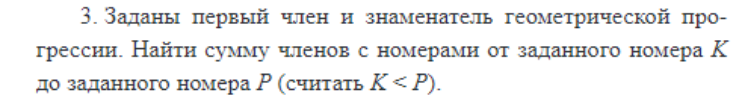 3. Заданы первый член и знаменатель геометрической про-
грессии. Найти сумму членов с номерами от заданного номера K
до заданного номера P (считать K < P).